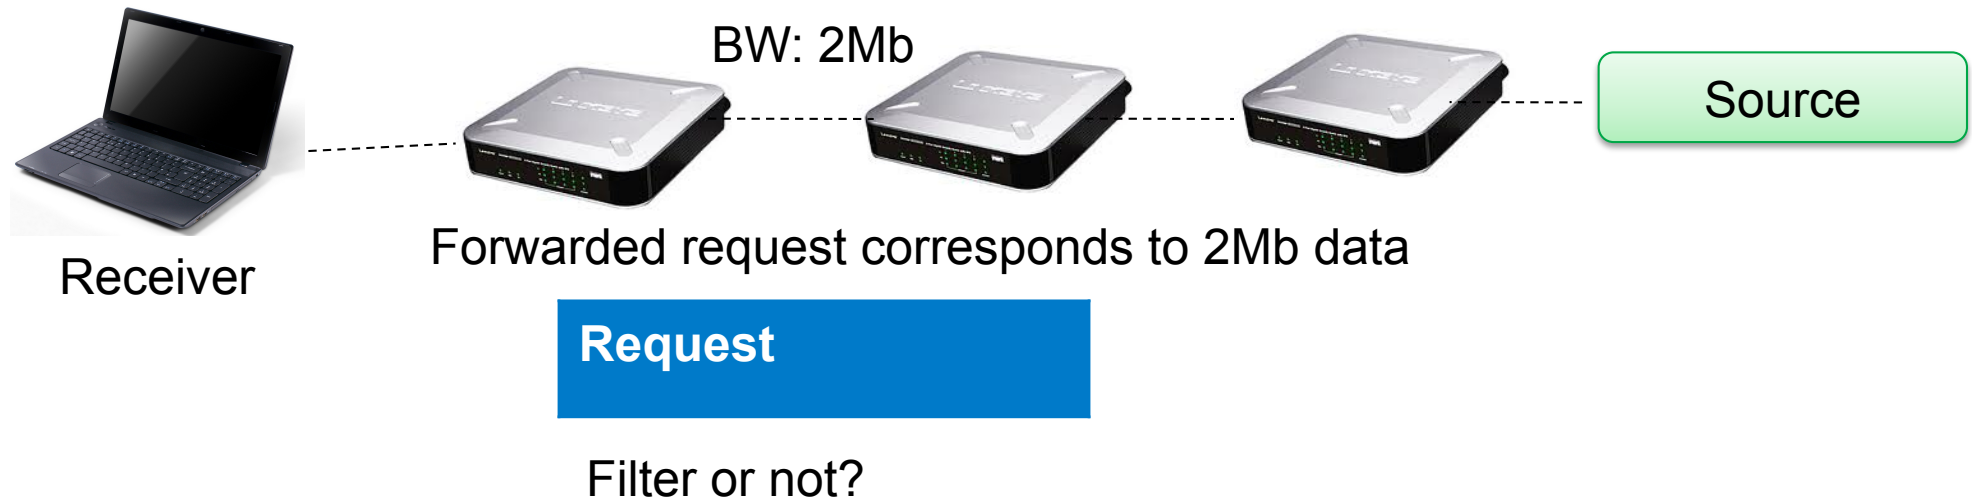 BW: 2Mb
Source
Receiver
Forwarded request corresponds to 2Mb data
Request
Filter or not?